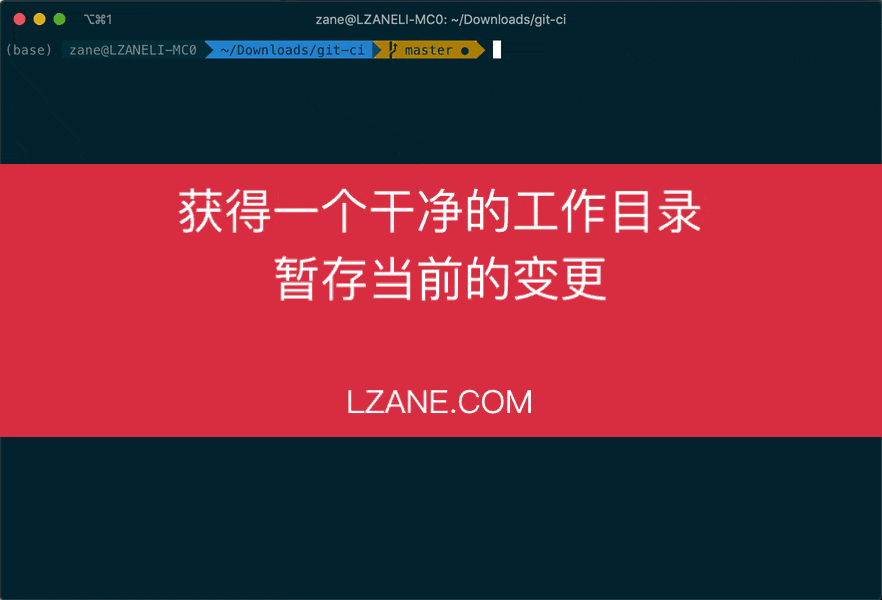 ⌥⌘1
zane@LZANELI-MC0: ~/Downloads/git-ci
(base) zane@LZANELI-MC0 ~/Downloads/git-ci master ●
获得一个干净的工作目录
暂存当前的变更
LZANE.COM